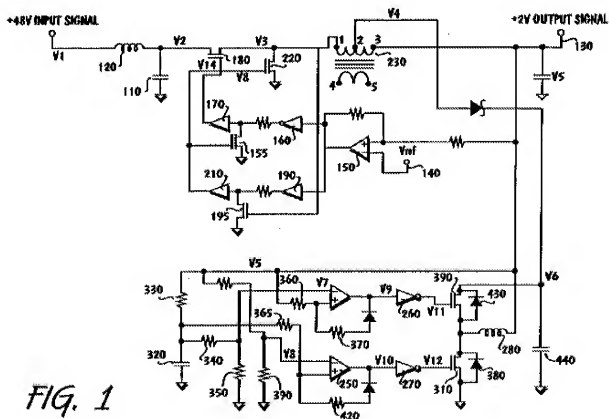 +48V INPUT SIGNAL
V4
+2V OUTPUT SIGNAL
V1
V2
V3
1 2 3
130
120
V14
180
220
230
V5
V8
4 5
110
170
160
155
150
Vref
140
210
190
195
V5
390
V6
330
360
V7
V9
430
365
260
V11
370
280
340
320
V8
V10
V12
440
250
270
310
380
350
390
420
FIG. 1